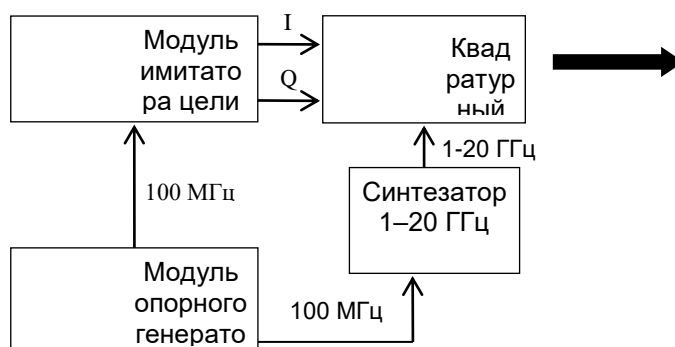 Модуль
имитато
ра цели
I
Q
Квад
ратур
ный
1-20 ГГц
100 МГц
Синтезатор
1–20 ГГц
Модуль
опорного
генерато
100 МГц